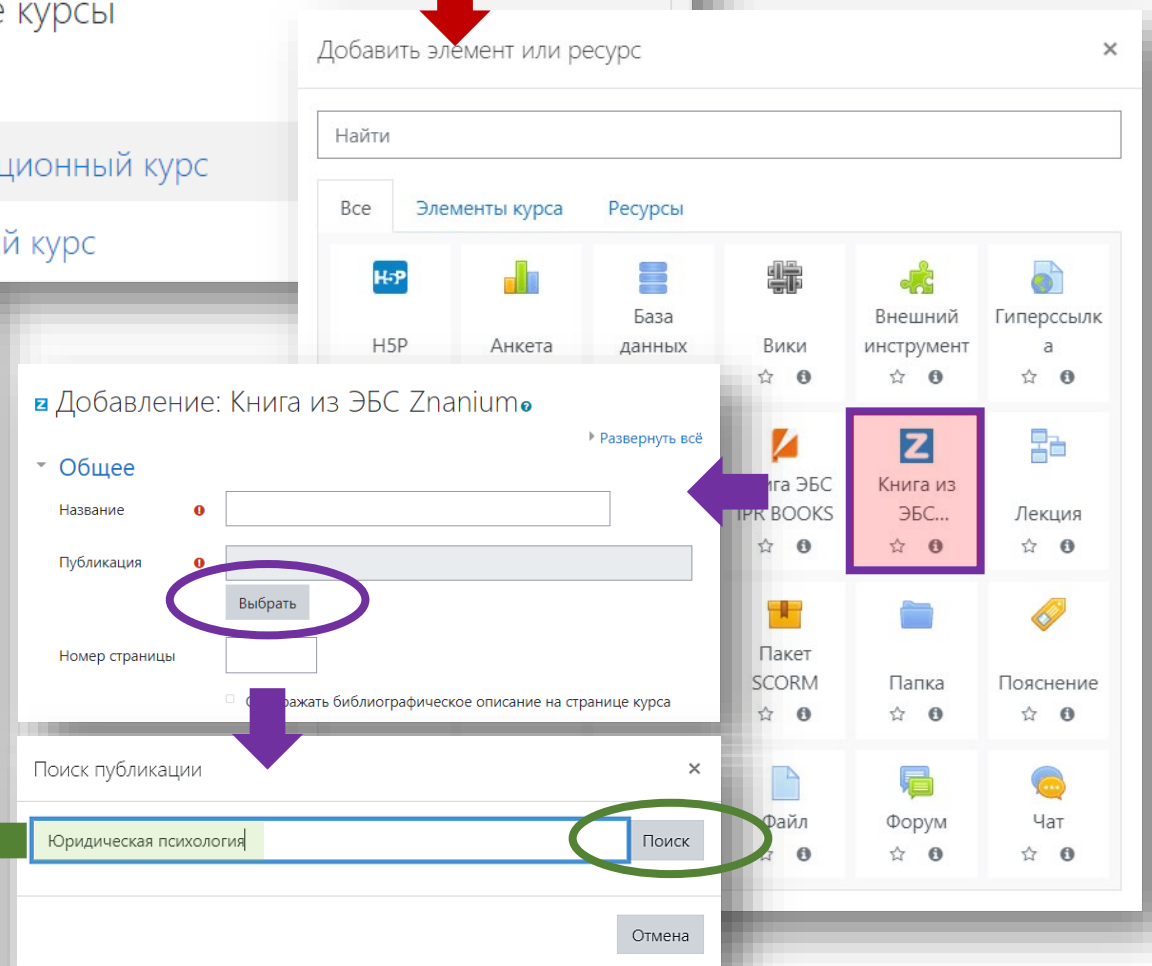 е курсы
ционный курс
й курс
Добавить элемент или ресурс
Найти
Все Элементы курса Ресурсы
H5P
H5P
Анкета
База
данных
Вики
Внешний
инструмент
Гиперссылк
а
ига ЭБС
IPR BOOKS
Книга из
ЭБС...
Лекция
Пакет
SCORM
Папка
Пояснение
Файл
Форум
Чат
Z Добавление: Книга из ЭБС Znanium
Развернуть всё
Общее
Название
Публикация
Выбрать
Номер страницы
ражать библиографическое описание на странице курса
Поиск публикации
Юридическая психология
Поиск
Отмена